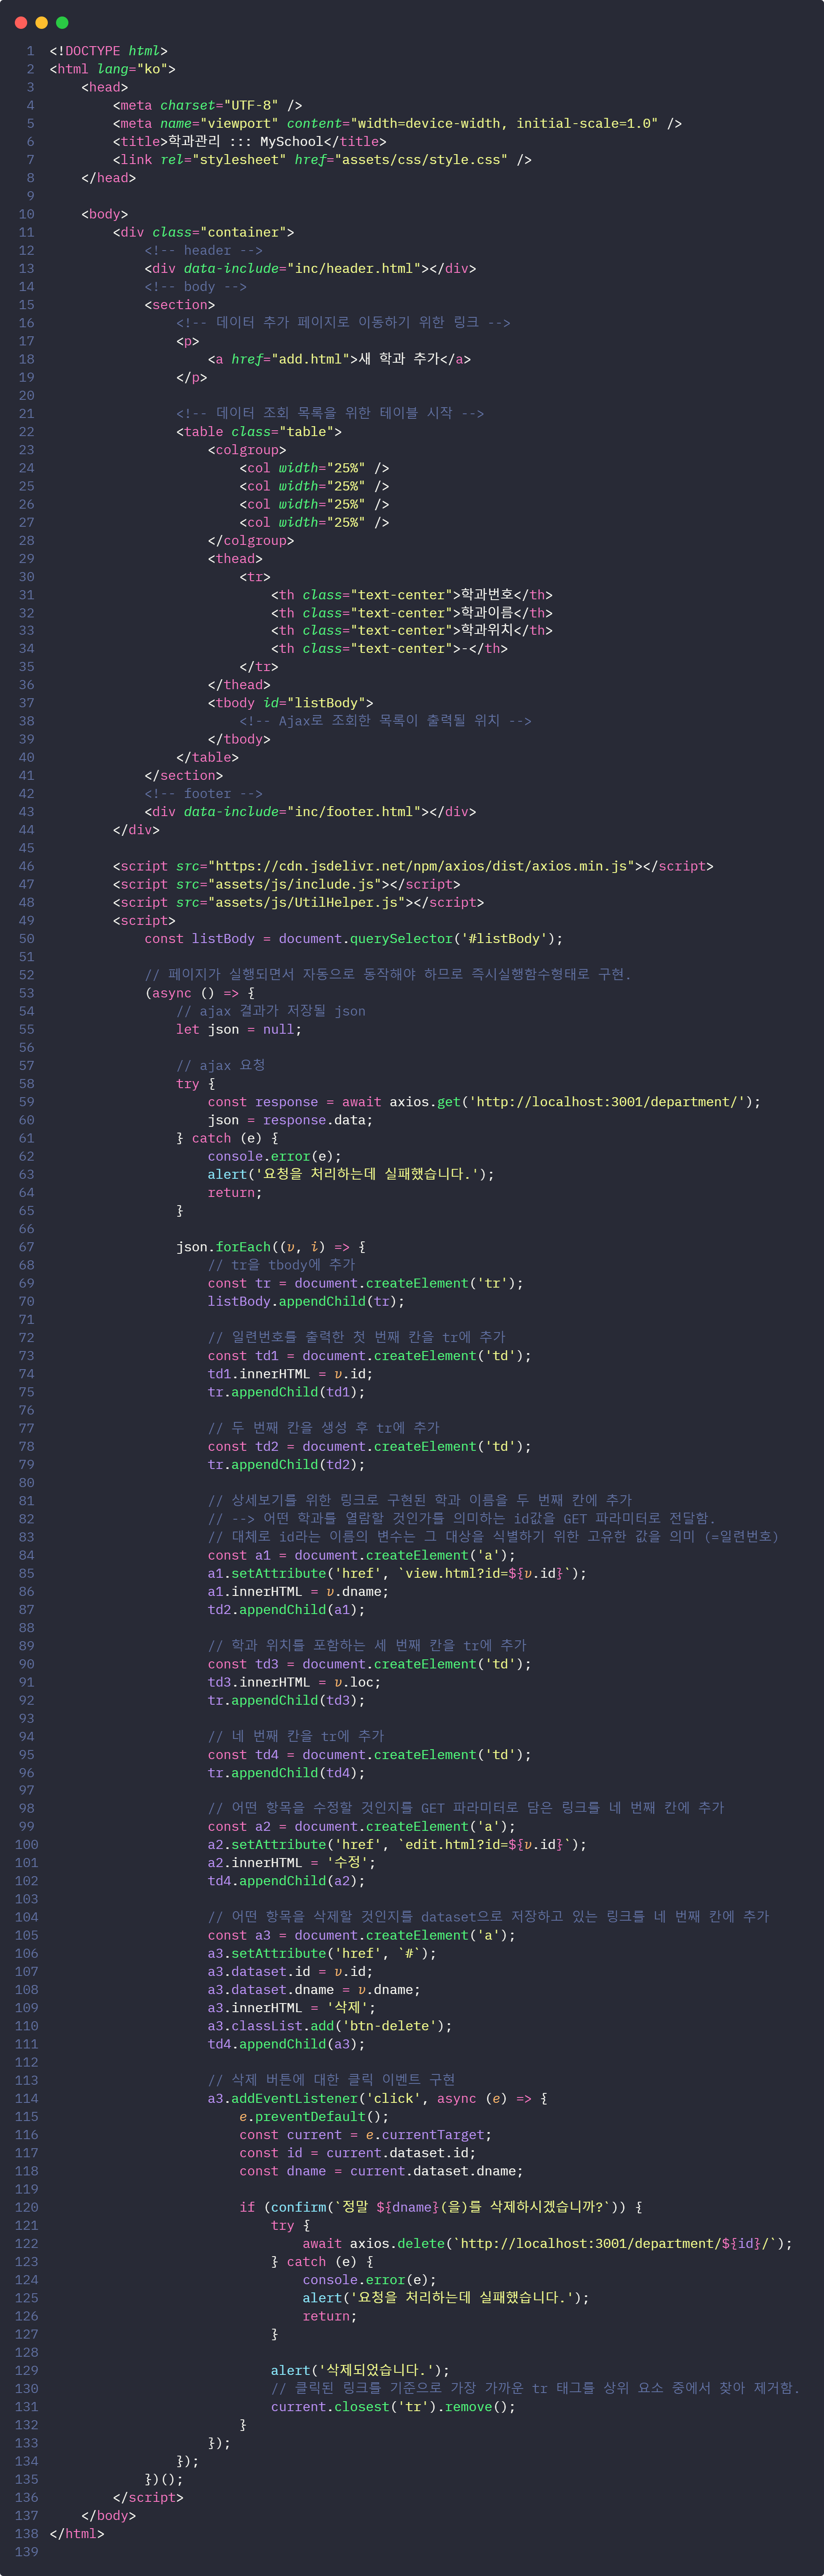 1 <!DOCTYPE html>
2 <html lang="ko">
3     <head>
4         <meta charset="UTF-8" />
5         <meta name="viewport" content="width=device-width, initial-scale=1.0" />
6         <title>학과관리 ::: MySchool</title>
7         <link rel="stylesheet" href="assets/css/style.css" />
8     </head>
9
10     <body>
11         <div class="container">
12             <!-- header -->
13             <div data-include="inc/header.html"></div>
14             <!-- body -->
15             <section>
16                 <!-- 데이터 추가 페이지로 이동하기 위한 링크 -->
17                 <p>
18                     <a href="add.html">새 학과 추가</a>
19                 </p>
20
21                 <!-- 데이터 조회 목록을 위한 테이블 시작 -->
22                 <table class="table">
23                     <colgroup>
24                         <col width="25%" />
25                         <col width="25%" />
26                         <col width="25%" />
27                         <col width="25%" />
28                     </colgroup>
29                     <thead>
30                         <tr>
31                             <th class="text-center">학과번호</th>
32                             <th class="text-center">학과이름</th>
33                             <th class="text-center">학과위치</th>
34                             <th class="text-center">-</th>
35                         </tr>
36                     </thead>
37                     <tbody id="listBody">
38                         <!-- Ajax로 조회한 목록이 출력될 위치 -->
39                     </tbody>
40                 </table>
41             </section>
42             <!-- footer -->
43             <div data-include="inc/footer.html"></div>
44         </div>
45
46         <script src="https://cdn.jsdelivr.net/npm/axios/dist/axios.min.js"></script>
47         <script src="assets/js/include.js"></script>
48         <script src="assets/js/UtilHelper.js"></script>
49         <script>
50             const listBody = document.querySelector('#listBody');
51
52             // 페이지가 실행되면서 자동으로 동작해야 하므로 즉시실행함수형태로 구현.
53             (async () => {
54                 // ajax 결과가 저장될 json
55                 let json = null;
56
57                 // ajax 요청
58                 try {
59                     const response = await axios.get('http://localhost:3001/department/');
60                     json = response.data;
61                 } catch (e) {
62                     console.error(e);
63                     alert('요청을 처리하는데 실패했습니다.');
64                     return;
65                 }
66
67                 json.forEach((v, i) => {
68                     // tr을 tbody에 추가
69                     const tr = document.createElement('tr');
70                     listBody.appendChild(tr);
71
72                     // 일련번호를 출력한 첫 번째 칸을 tr에 추가
73                     const td1 = document.createElement('td');
74                     td1.innerHTML = v.id;
75                     tr.appendChild(td1);
76
77                     // 두 번째 칸을 생성 후 tr에 추가
78                     const td2 = document.createElement('td');
79                     tr.appendChild(td2);
80
81                     // 상세보기를 위한 링크로 구현된 학과 이름을 두 번째 칸에 추가
82                     // --> 어떤 학과를 열람할 것인가를 의미하는 id값을 GET 파라미터로 전달함.
83                     // 대체로 id라는 이름의 변수는 그 대상을 식별하기 위한 고유한 값을 의미 (=일련번호)
84                     const a1 = document.createElement('a');
85                     a1.setAttribute('href', `view.html?id=${v.id}`);
86                     a1.innerHTML = v.dname;
87                     td2.appendChild(a1);
88
89                     // 학과 위치를 포함하는 세 번째 칸을 tr에 추가
90                     const td3 = document.createElement('td');
91                     td3.innerHTML = v.loc;
92                     tr.appendChild(td3);
93
94                     // 네 번째 칸을 tr에 추가
95                     const td4 = document.createElement('td');
96                     tr.appendChild(td4);
97
98                     // 어떤 항목을 수정할 것인지를 GET 파라미터로 담은 링크를 네 번째 칸에 추가
99                     const a2 = document.createElement('a');
100                     a2.setAttribute('href', `edit.html?id=${v.id}`);
101                     a2.innerHTML = '수정';
102                     td4.appendChild(a2);
103
104                     // 어떤 항목을 삭제할 것인지를 dataset으로 저장하고 있는 링크를 네 번째 칸에 추가
105                     const a3 = document.createElement('a');
106                     a3.setAttribute('href', `#`);
107                     a3.dataset.id = v.id;
108                     a3.dataset.dname = v.dname;
109                     a3.innerHTML = '삭제';
110                     a3.classList.add('btn-delete');
111                     td4.appendChild(a3);
112
113                     // 삭제 버튼에 대한 클릭 이벤트 구현
114                     a3.addEventListener('click', async (e) => {
115                         e.preventDefault();
116                         const current = e.currentTarget;
117                         const id = current.dataset.id;
118                         const dname = current.dataset.dname;
119
120                         if (confirm(`정말 ${dname}(을)를 삭제하시겠습니까?`)) {
121                             try {
122                                 await axios.delete(`http://localhost:3001/department/${id}/`);
123                             } catch (e) {
124                                 console.error(e);
125                                 alert('요청을 처리하는데 실패했습니다.');
126                                 return;
127                             }
128
129                             alert('삭제되었습니다.');
130                             // 클릭된 링크를 기준으로 가장 가까운 tr 태그를 상위 요소 중에서 찾아 제거함.
131                             current.closest('tr').remove();
132                         }
133                     });
134                 });
135             })();
136         </script>
137     </body>
138 </html>
139